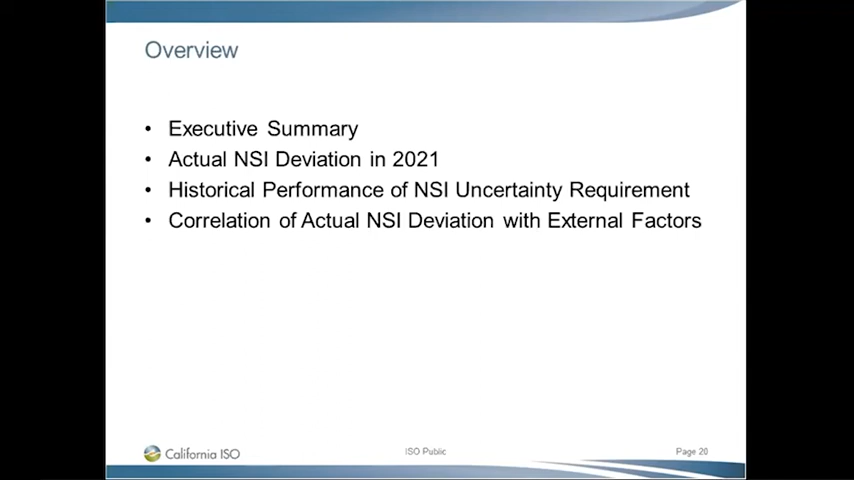 Overview
• Executive Summary
• Actual NSI Deviation in 2021
• Historical Performance of NSI Uncertainty Requirement
• Correlation of Actual NSI Deviation with External Factors
California ISO
ISO Public
Page 20